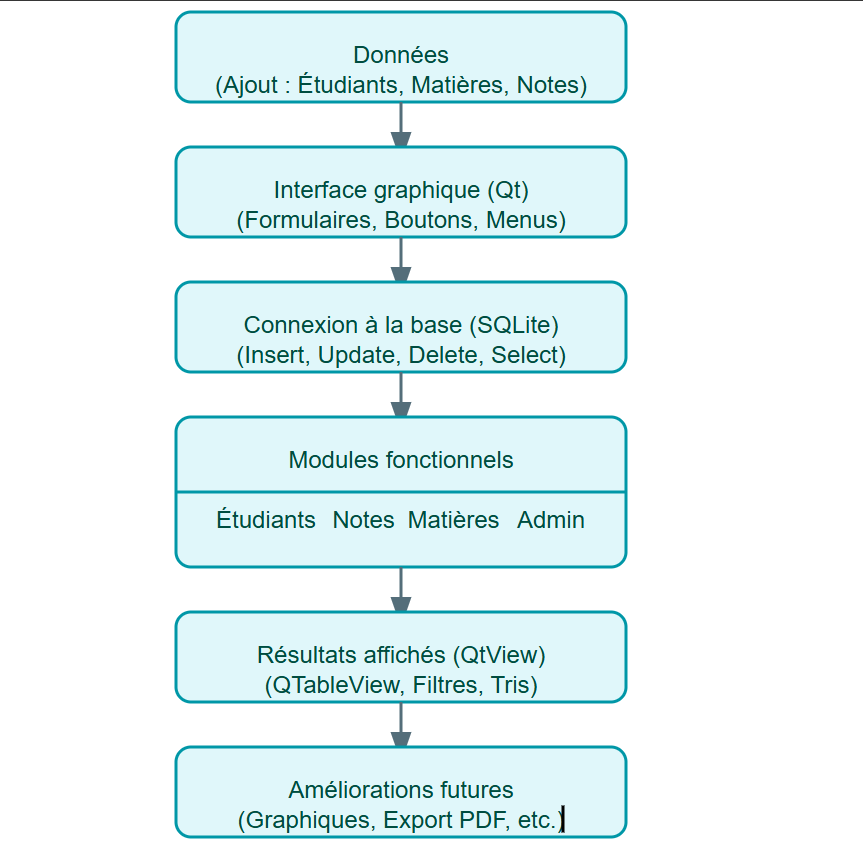 Données
(Ajout : Étudiants, Matières, Notes)
Interface graphique (Qt)
(Formulaires, Boutons, Menus)
Connexion à la base (SQLite)
(Insert, Update, Delete, Select)
Modules fonctionnels
Étudiants Notes Matières Admin
Résultats affichés (QtView)
(QTableView, Filtres, Tris)
Améliorations futures
(Graphiques, Export PDF, etc.)